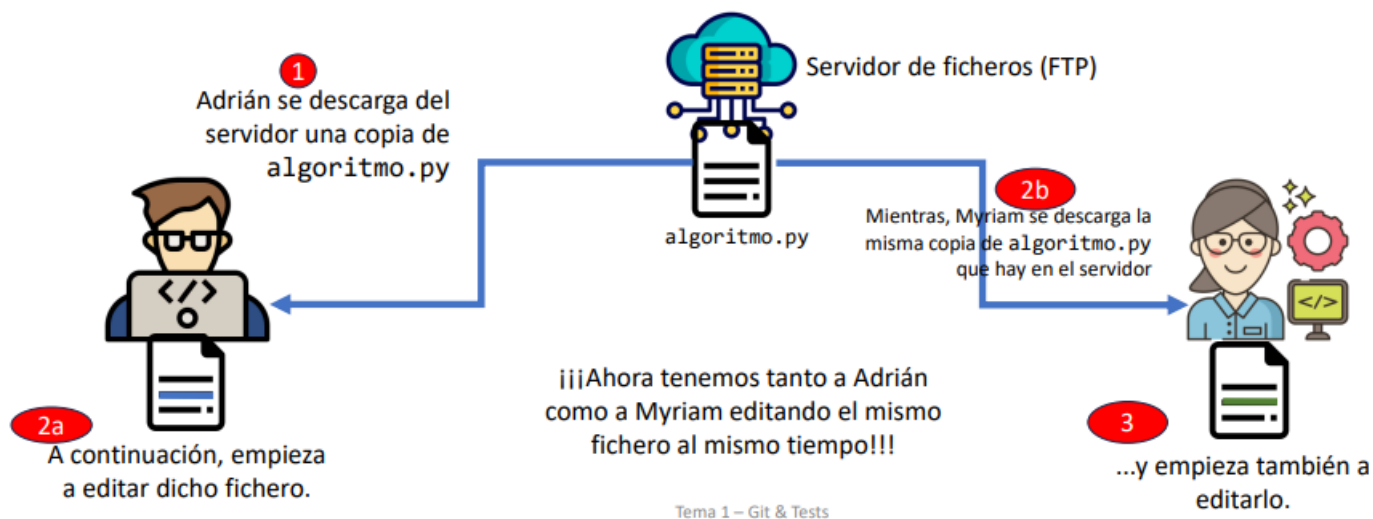 1
Adrián se descarga del
servidor una copia de
algoritmo.py
Servidor de ficheros (FTP)
algoritmo.py
2b
Mientras, Myriam se descarga la
misma copia de algoritmo.py
que hay en el servidor
</>
</>
2a
A continuación, empieza
a editar dicho fichero.
¡¡¡Ahora tenemos tanto a Adrián
como a Myriam editando el mismo
fichero al mismo tiempo!!!
3
...y empieza también a
editarlo.
Tema 1 – Git & Tests